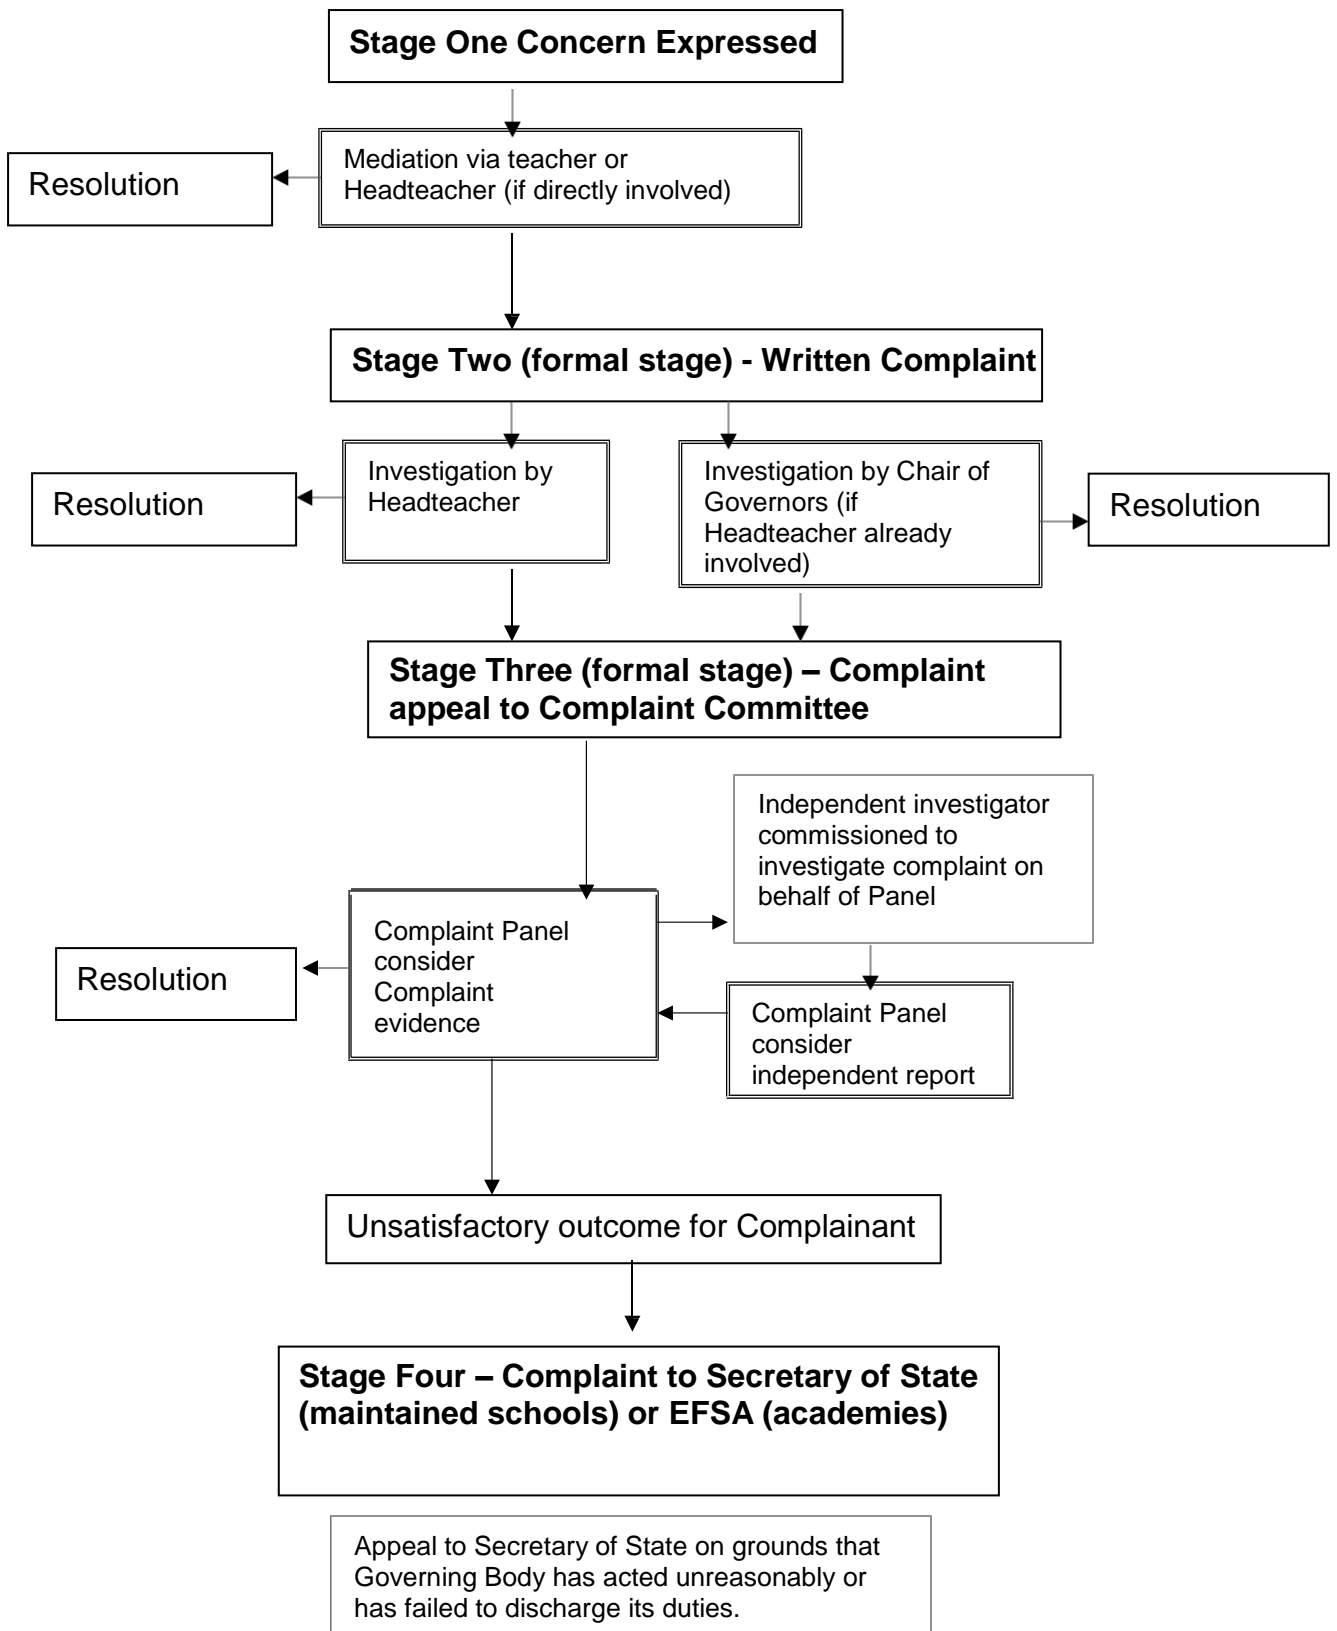 Stage One Concern Expressed
Mediation via teacher or
Headteacher (if directly involved)
Resolution
Stage Two (formal stage) - Written Complaint
Investigation by
Headteacher
Resolution
Investigation by Chair of
Governors (if
Headteacher already
involved)
Resolution
Stage Three (formal stage) – Complaint
appeal to Complaint Committee
Independent investigator
commissioned to
investigate complaint on
behalf of Panel
Complaint Panel
consider
Complaint
evidence
Resolution
Complaint Panel
consider
independent report
Unsatisfactory outcome for Complainant
Stage Four – Complaint to Secretary of State
(maintained schools) or EFSA (academies)
Appeal to Secretary of State on grounds that
Governing Body has acted unreasonably or
has failed to discharge its duties.